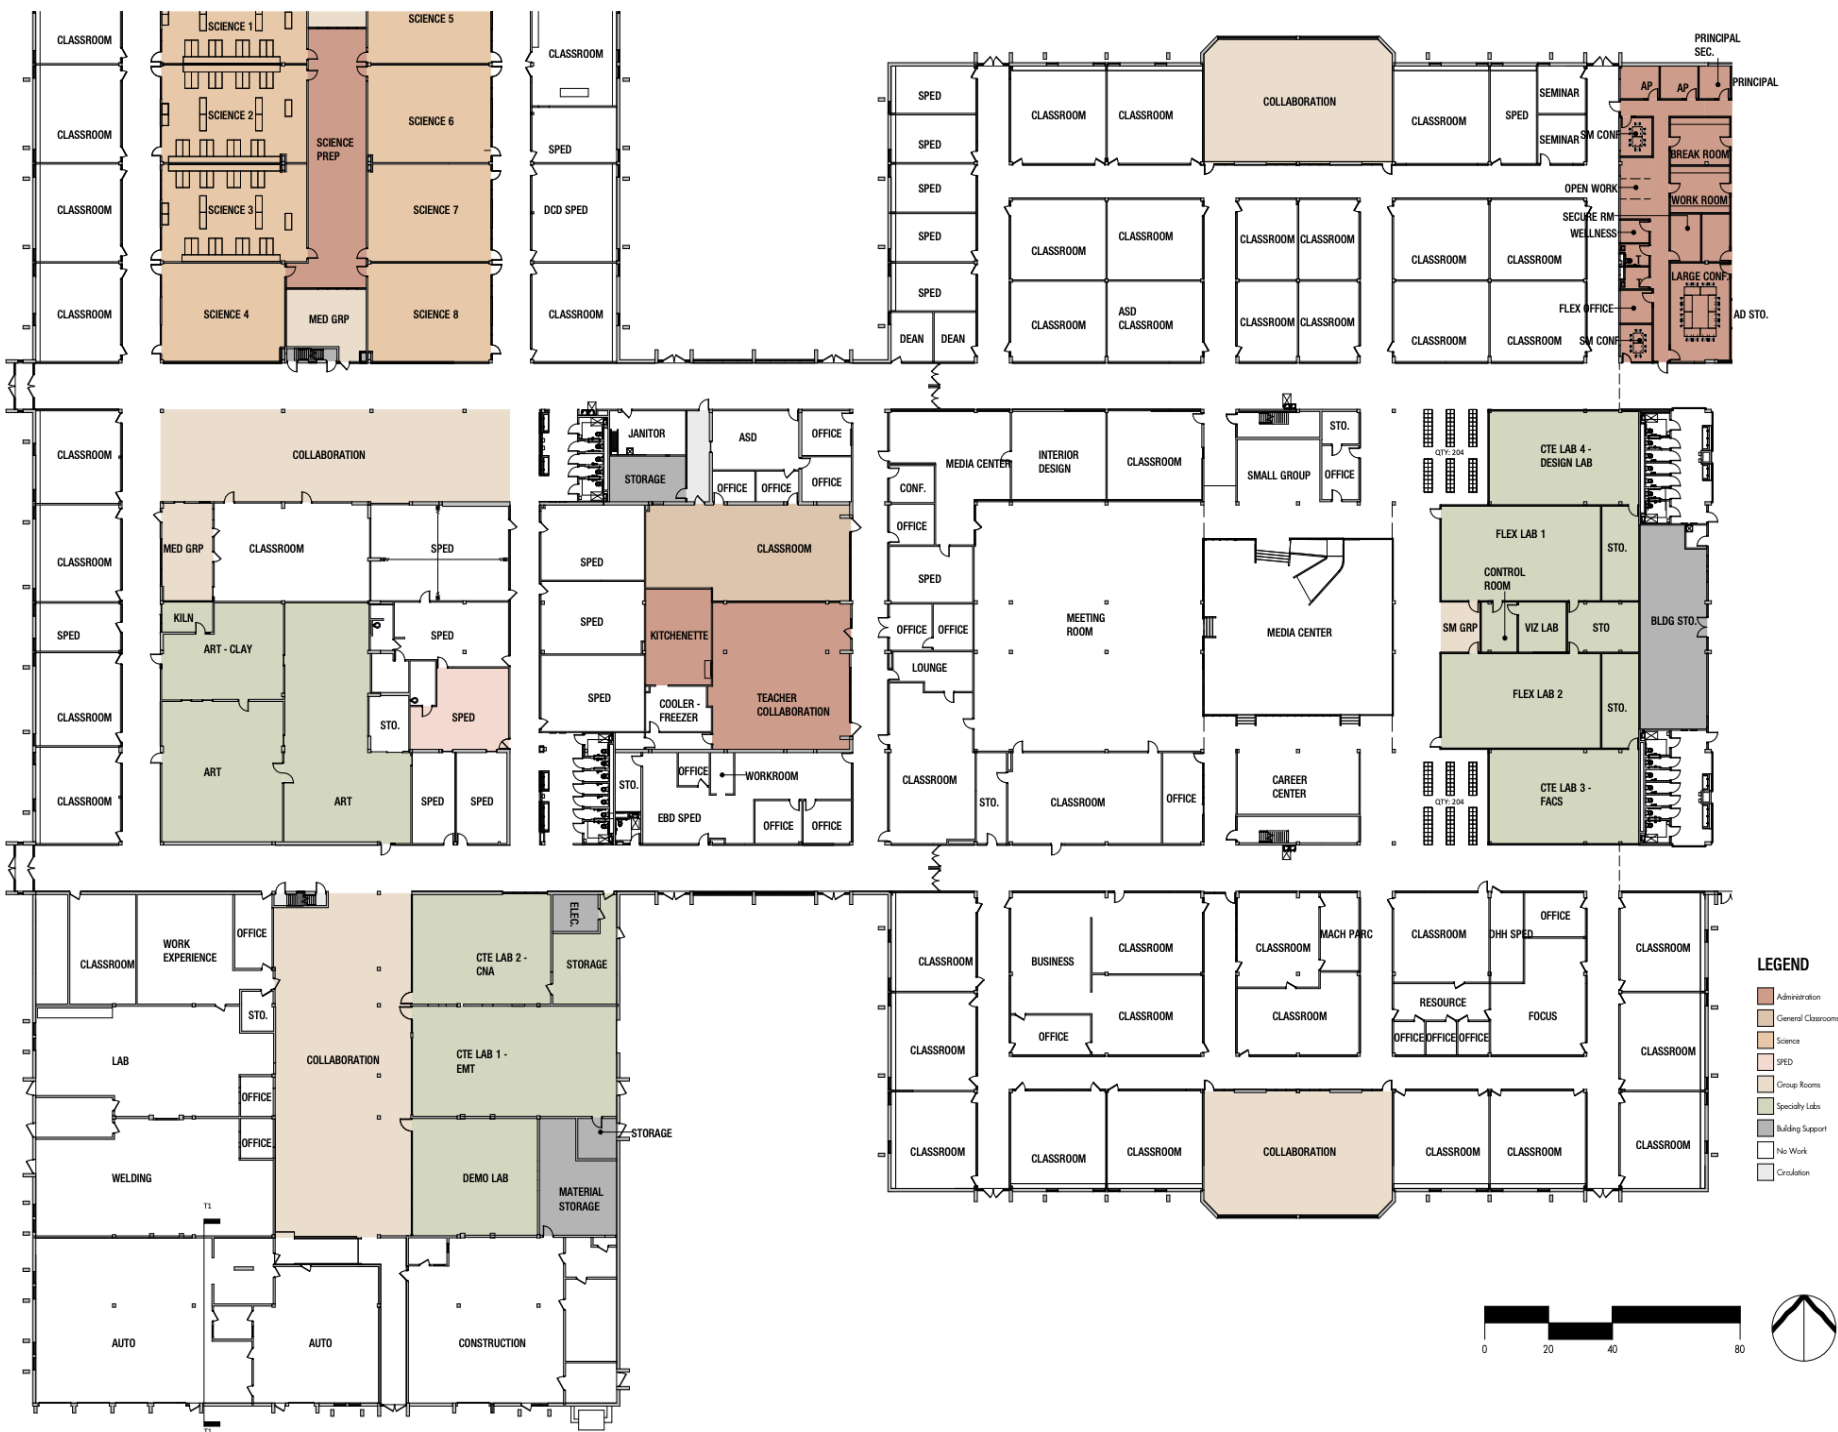 CLASSROOM
SCIENCE 1
SCIENCE 5
CLASSROOM
CLASSROOM
SCIENCE 2
SCIENCE
PREP
SCIENCE 6
SPED
CLASSROOM
SCIENCE 3
SCIENCE 7
DCD SPED
CLASSROOM
SCIENCE 4
MED GRP
SCIENCE 8
CLASSROOM
SPED
SPED
SPED
SPED
SPED
DEAN
DEAN
CLASSROOM
CLASSROOM
COLLABORATION
CLASSROOM
SPED
SEMINAR
SEMINAR
CLASSROOM
CLASSROOM
CLASSROOM
ASD
CLASSROOM
CLASSROOM
CLASSROOM
CLASSROOM
CLASSROOM
CLASSROOM
CLASSROOM
CLASSROOM
CLASSROOM
PRINCIPAL
SEC.
AP
AP
PRINCIPAL
SM CONF
BREAK ROOM
OPEN WORK
WORK ROOM
SECURE RM
WELLNESS
T
T
LARGE CONF.
FLEX OFFICE
AD STO.
SM CONF
CLASSROOM
COLLABORATION
CLASSROOM
MED GRP
CLASSROOM
SPED
KILN
ART - CLAY
SPED
SPED
CLASSROOM
STO.
SPED
ART
CLASSROOM
ART
SPED
SPED
JANITOR
ASD
OFFICE
STORAGE
OFFICE
OFFICE
OFFICE
SPED
CLASSROOM
SPED
KITCHENETTE
SPED
COOLER -
FREEZER
TEACHER
COLLABORATION
STO.
OFFICE
WORKROOM
EBD SPED
OFFICE
OFFICE
MEDIA CENTER
INTERIOR
DESIGN
CLASSROOM
CONF.
OFFICE
SPED
OFFICE
OFFICE
LOUNGE
MEETING
ROOM
CLASSROOM
STO.
CLASSROOM
OFFICE
SMALL GROUP
STO.
OFFICE
MEDIA CENTER
CAREER
CENTER
QTY: 204
CTE LAB 4 -
DESIGN LAB
FLEX LAB 1
STO.
CONTROL
ROOM
SM GRP
VIZ LAB
STO
BLDG STO.
FLEX LAB 2
STO.
QTY: 204
CTE LAB 3 -
FACS
CLASSROOM
WORK
EXPERIENCE
OFFICE
STO.
LAB
OFFICE
OFFICE
WELDING
COLLABORATION
CTE LAB 2 -
CNA
ELEC.
STORAGE
CTE LAB 1 -
EMT
STORAGE
DEMO LAB
MATERIAL
STORAGE
T1
AUTO
AUTO
CONSTRUCTION
T1
CLASSROOM
CLASSROOM
CLASSROOM
BUSINESS
CLASSROOM
CLASSROOM
OFFICE
CLASSROOM
MACH PARC
CLASSROOM
CLASSROOM
DHH SPED
OFFICE
RESOURCE
FOCUS
OFFICE
OFFICE
OFFICE
CLASSROOM
CLASSROOM
CLASSROOM
CLASSROOM
CLASSROOM
COLLABORATION
CLASSROOM
CLASSROOM
LEGEND
Administration
General Classrooms
Science
SPED
Group Rooms
Specialty Labs
Building Support
No Work
Circulation
0 20 40 80